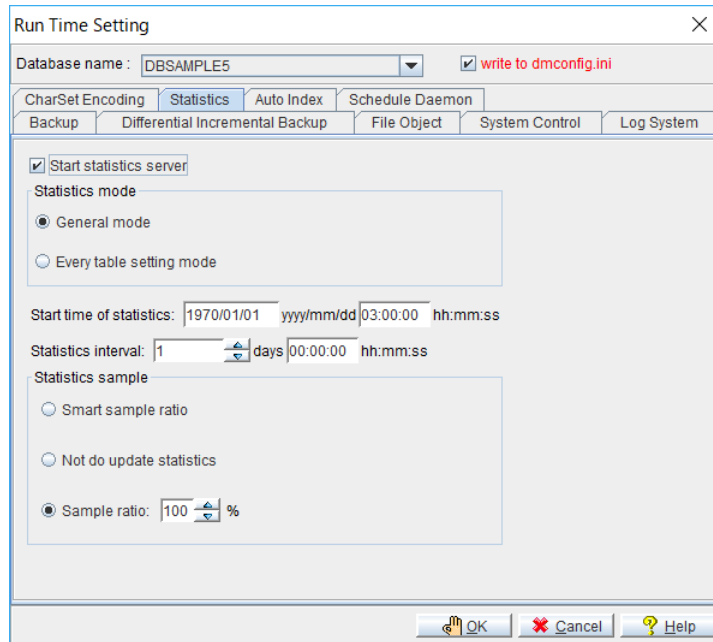 Run Time Setting
Database name : DBSAMPLE5 write to dmconfig.ini
CharSet Encoding Statistics Auto Index Schedule Daemon
Backup Differential Incremental Backup File Object System Control Log System
Start statistics server
Statistics mode
General mode
Every table setting mode
Start time of statistics: 1970/01/01 yyyy/mm/dd 03:00:00 hh:mm:ss
Statistics interval: 1 days 00:00:00 hh:mm:ss
Statistics sample
Smart sample ratio
Not do update statistics
Sample ratio: 100 %
OK Cancel Help